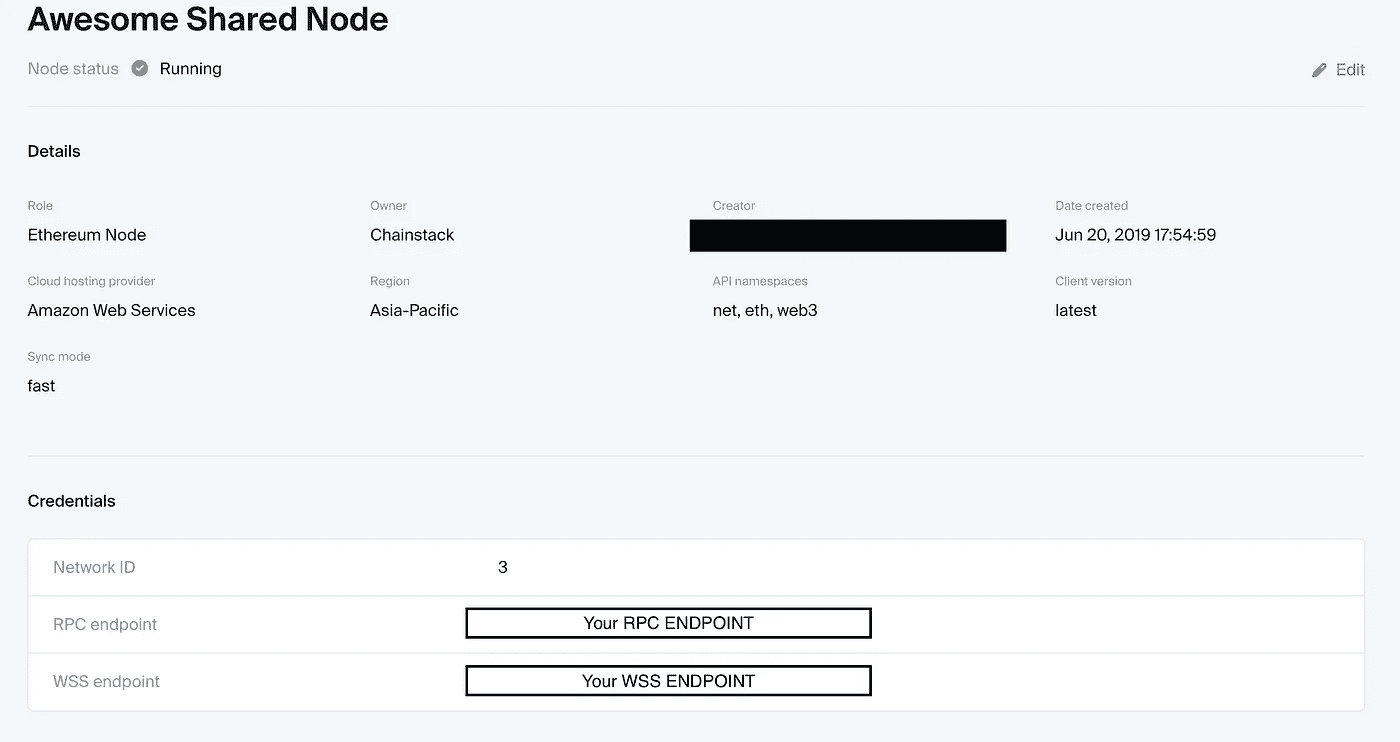 Awesome Shared Node
Node status Running
Edit
Details
Role Owner Creator Date created
Ethereum Node Chainstack Jun 20, 2019 17:54:59
Cloud hosting provider Region API namespaces Client version
Amazon Web Services Asia-Pacific net, eth, web3 latest
Sync mode
fast
Credentials
Network ID 3
RPC endpoint Your RPC ENDPOINT
WSS endpoint Your WSS ENDPOINT